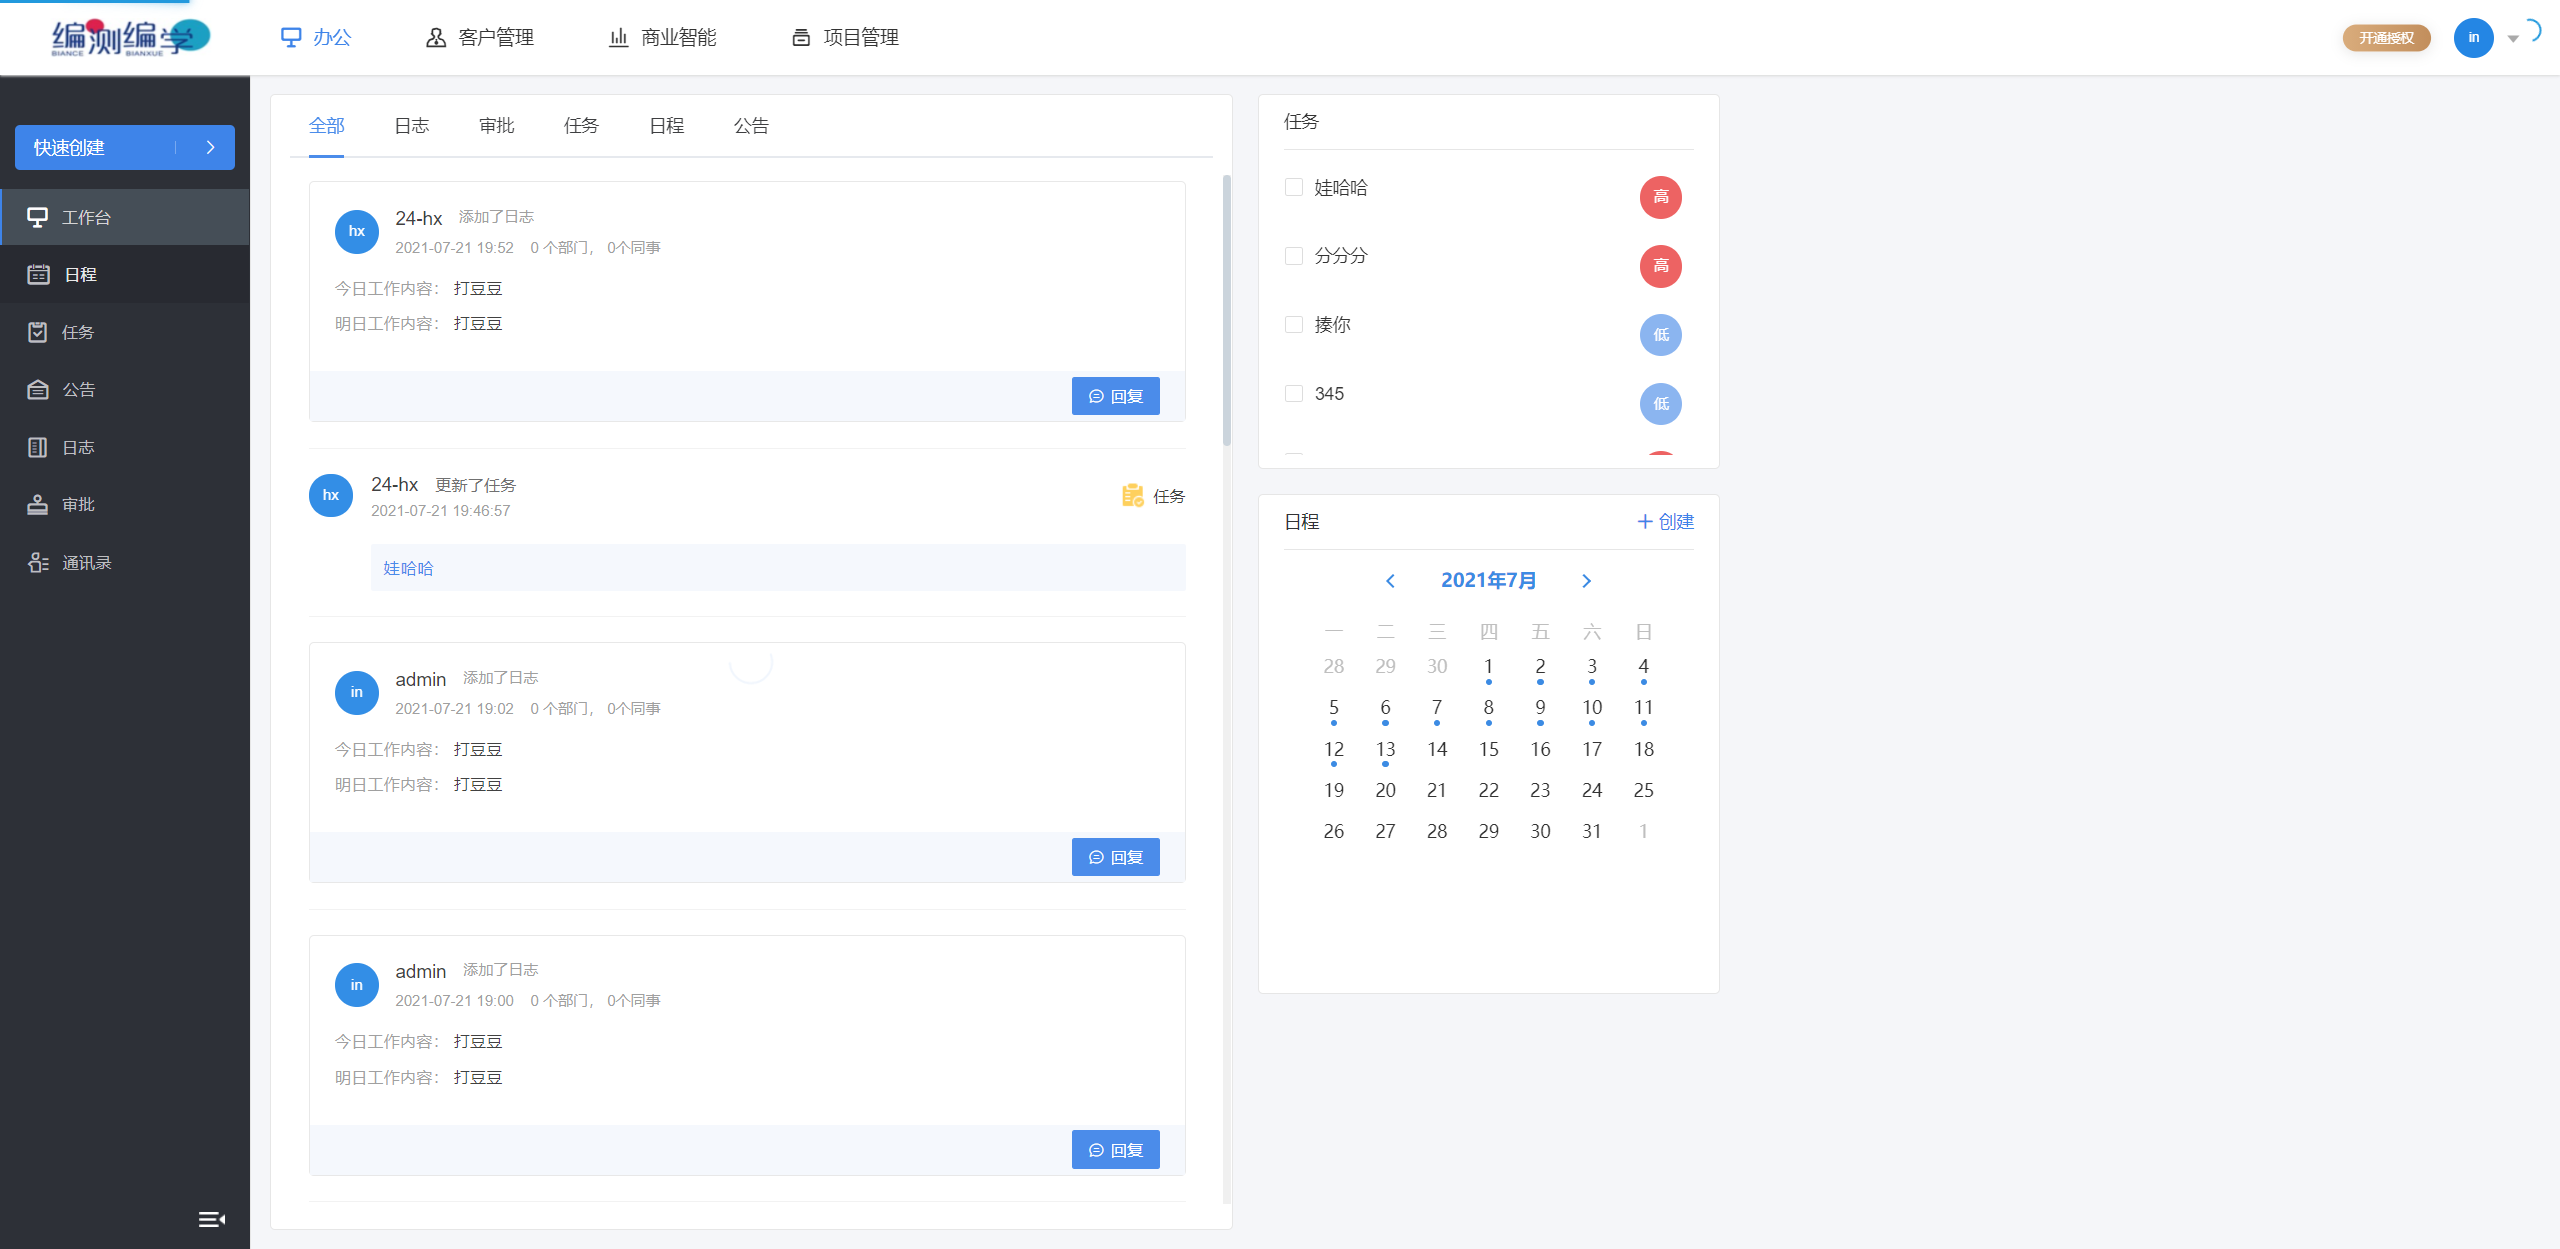 编测编学
BIANCE BIANXUE
办公
客户管理
商业智能
项目管理
开通授权
in
快速创建
工作台
日程
任务
公告
日志
审批
通讯录
全部 日志 审批 任务 日程 公告
hx
24-hx 添加了日志
2021-07-21 19:52 0 个部门， 0个同事
今日工作内容： 打豆豆
明日工作内容： 打豆豆
回复
hx
24-hx 更新了任务
2021-07-21 19:46:57
任务
娃哈哈
in
admin 添加了日志
2021-07-21 19:02 0 个部门， 0个同事
今日工作内容： 打豆豆
明日工作内容： 打豆豆
回复
in
admin 添加了日志
2021-07-21 19:00 0 个部门， 0个同事
今日工作内容： 打豆豆
明日工作内容： 打豆豆
回复
任务
娃哈哈 高
分分分 高
揍你 低
345 低
日程 创建
2021年7月
一 二 三 四 五 六 日
28 29 30 1 2 3 4
5 6 7 8 9 10 11
12 13 14 15 16 17 18
19 20 21 22 23 24 25
26 27 28 29 30 31 1